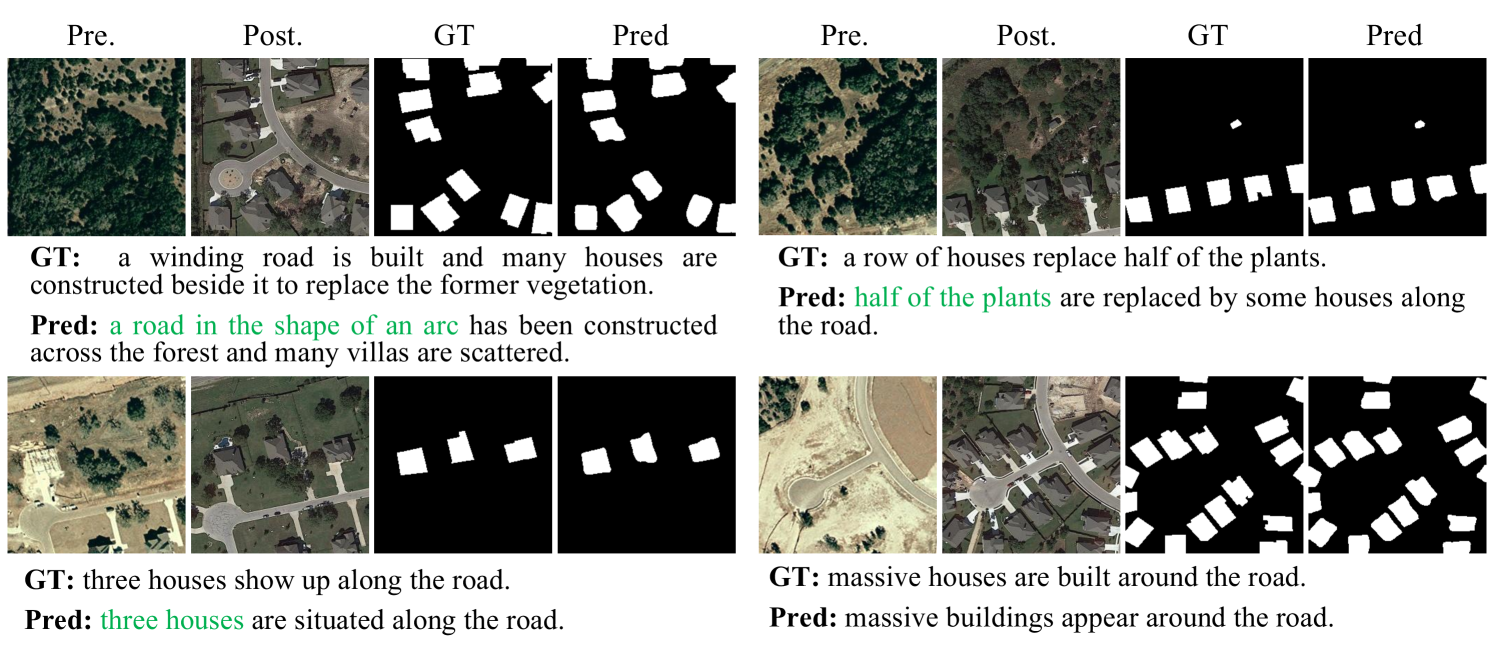 Pre. Post. GT Pred
GT: a winding road is built and many houses are
constructed beside it to replace the former vegetation.
Pred: a road in the shape of an arc has been constructed
across the forest and many villas are scattered.
Pre. Post. GT Pred
GT: a row of houses replace half of the plants.
Pred: half of the plants are replaced by some houses along
the road.
GT: three houses show up along the road.
Pred: three houses are situated along the road.
GT: massive houses are built around the road.
Pred: massive buildings appear around the road.